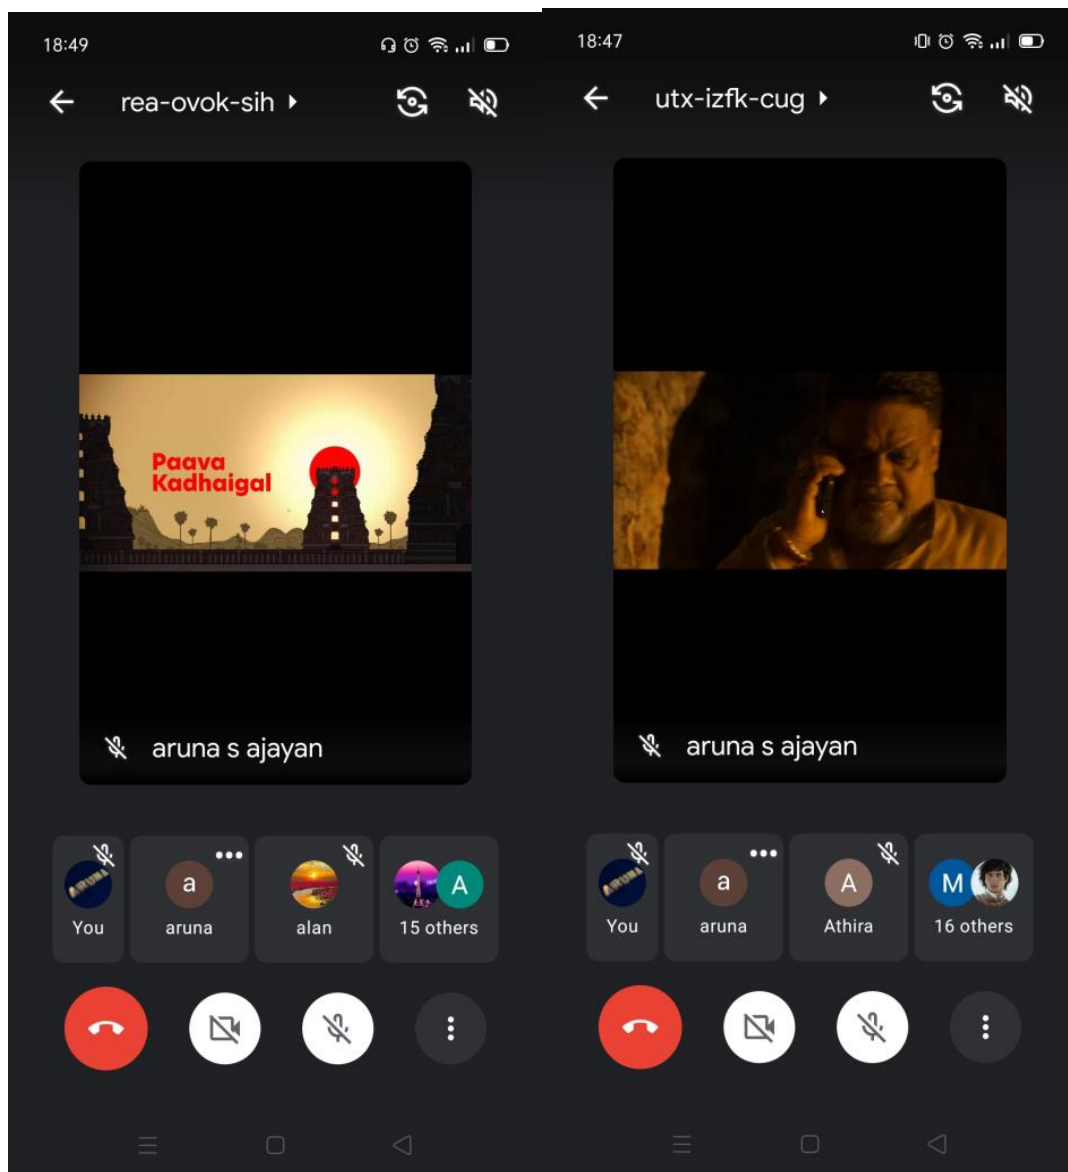 18:49
rea-ovok-sih
Paava
Kadhaigal
aruna s ajayan
You
a
aruna
alan
A
15 others
18:47
utx-izfk-cug
aruna s ajayan
You
a
aruna
A
Athira
M
16 others